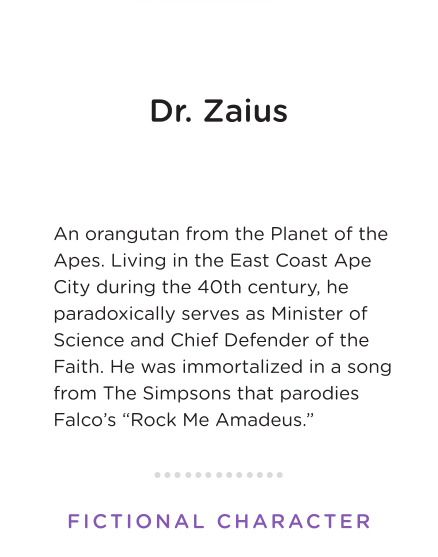 Dr. Zaius
An orangutan from the Planet of the
Apes. Living in the East Coast Ape
City during the 40th century, he
paradoxically serves as Minister of
Science and Chief Defender of the
Faith. He was immortalized in a song
from The Simpsons that parodies
Falco’s “Rock Me Amadeus.”
FICTIONAL CHARACTER